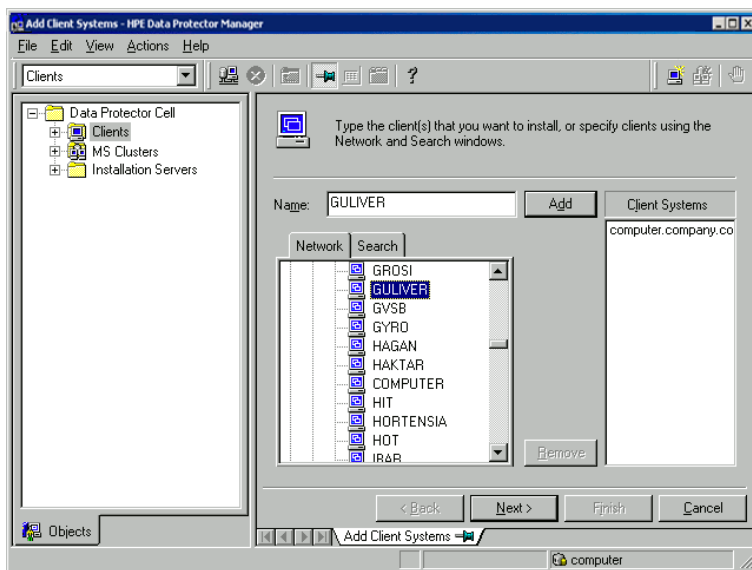 Add Client Systems - HPE Data Protector Manager
File Edit View Actions Help
Clients
?
Data Protector Cell
Clients
MS Clusters
Installation Servers
Type the client(s) that you want to install, or specify clients using the
Network and Search windows.
Name: GULIVER Add
Client Systems
computer.company.co
Network Search
GROSI
GULIVER
GVSB
GYRO
HAGAN
HAKTAR
COMPUTER
HIT
HORTENSIA
HOT
IBAR
Remove
< Back Next > Finish Cancel
Objects
Add Client Systems
computer